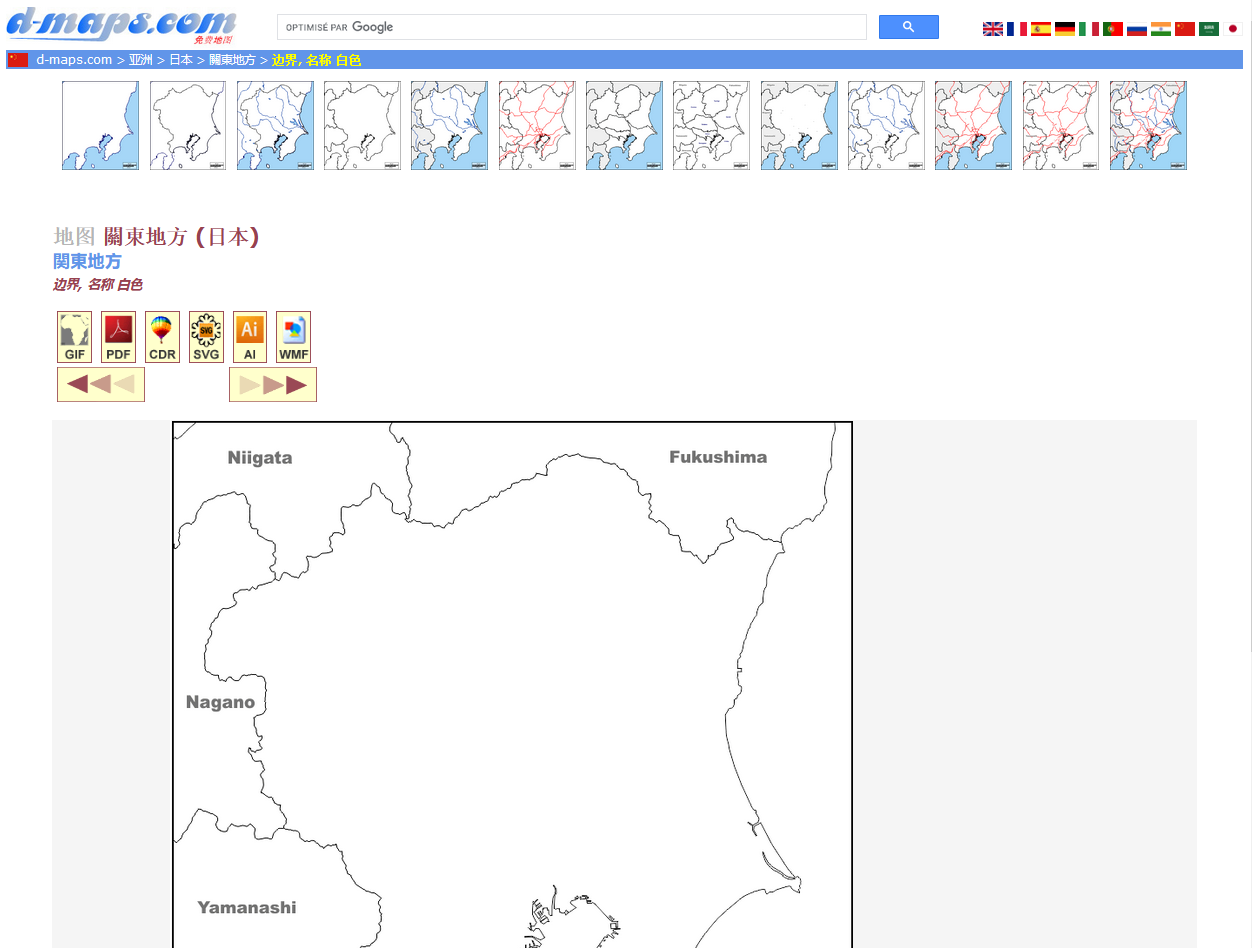 d-maps.com
免费地图
OPTIMISÉ PAR Google
d-maps.com > 亚洲 > 日本 > 關東地方 > 边界, 名称 白色
地图 關東地方 (日本)
関東地方
边界, 名称 白色
GIF PDF CDR SVG AI WMF
Niigata
Fukushima
Nagano
Yamanashi